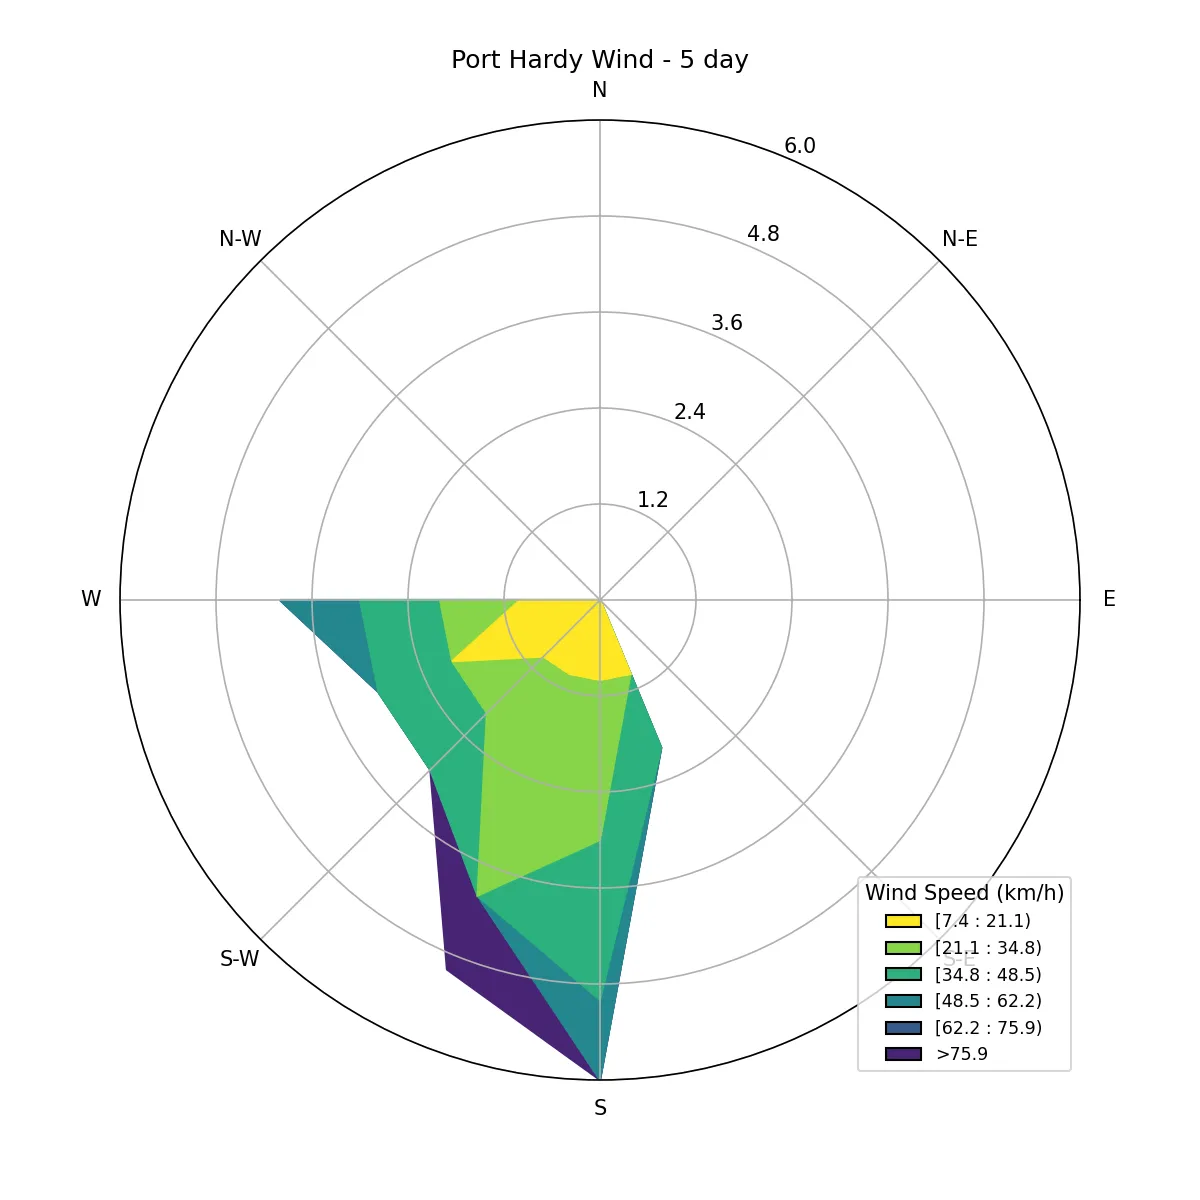 Port Hardy Wind - 5 day
N
6.0
4.8
N-W
N-E
3.6
2.4
1.2
W
E
Wind Speed (km/h)
[7.4 : 21.1)
[21.1 : 34.8)
S-W
S-E
[34.8 : 48.5)
[48.5 : 62.2)
[62.2 : 75.9)
>75.9
S